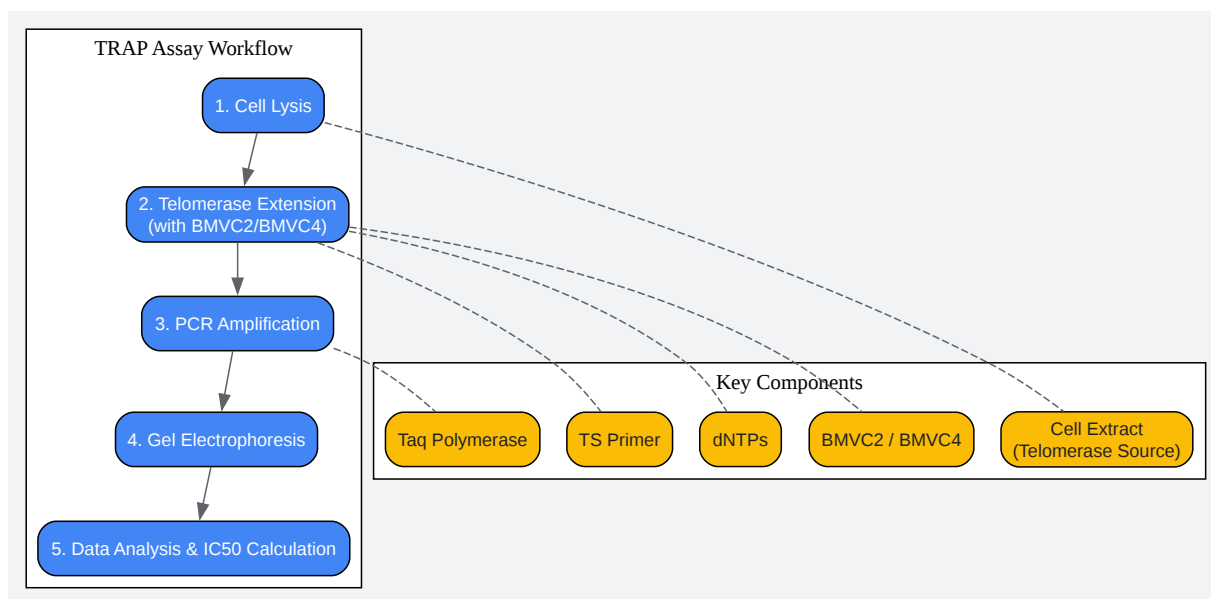 TRAP Assay Workflow
1. Cell Lysis
2. Telomerase Extension
(with BMVC2/BMVC4)
3. PCR Amplification
4. Gel Electrophoresis
5. Data Analysis & IC50 Calculation
Key Components
Taq Polymerase
TS Primer
dNTPs
BMVC2 / BMVC4
Cell Extract
(Telomerase Source)